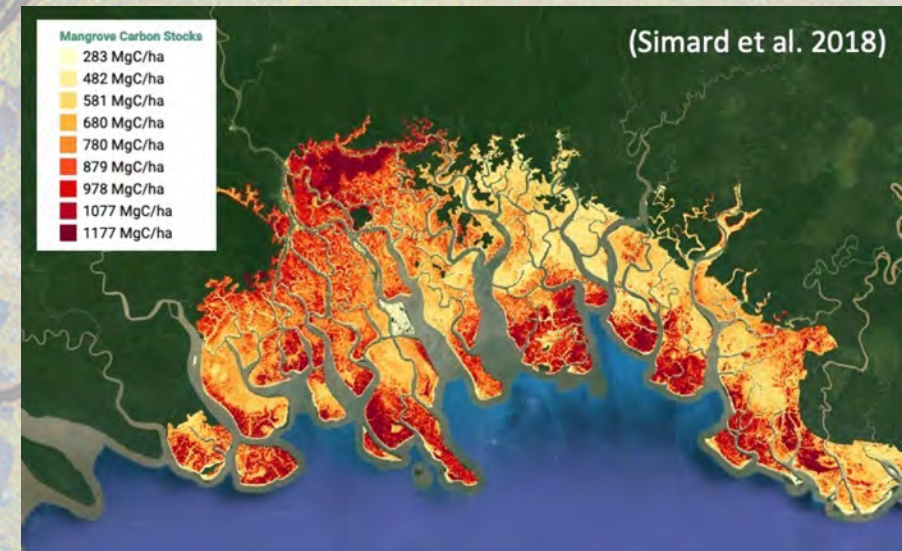 Mangrove Carbon Stocks
283 MgC/ha
482 MgC/ha
581 MgC/ha
680 MgC/ha
780 MgC/ha
879 MgC/ha
978 MgC/ha
1077 MgC/ha
1177 MgC/ha
(Simard et al. 2018)